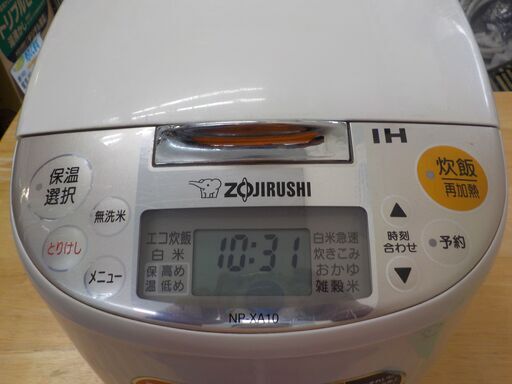 保温
選択
無洗米
とりけし
メニュー
ZOJIRUSHI
IH
炊飯
再加熱
時刻
合わせ
予約
エコ炊飯
白米
保高め
温低め
10:31
白米急速
炊きこみ
おかゆ
雑穀米
NP-XA10